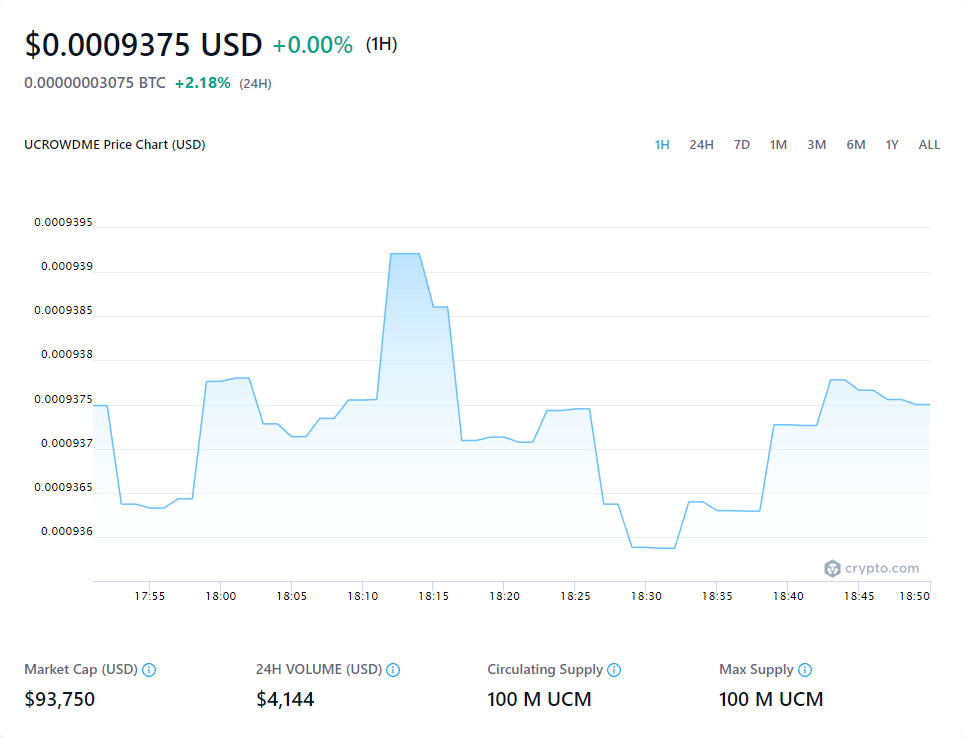 $0.0009375 USD +0.00% (1H)
0.00000003075 BTC +2.18% (24H)
UCROWDME Price Chart (USD)
1H 24H 7D 1M 3M 6M 1Y ALL
0.0009395
0.000939
0.0009385
0.000938
0.0009375
0.000937
0.0009365
0.000936
crypto.com
17:55 18:00 18:05 18:10 18:15 18:20 18:25 18:30 18:35 18:40 18:45 18:50
Market Cap (USD) 24H VOLUME (USD) Circulating Supply Max Supply
$93,750 $4,144 100 M UCM 100 M UCM